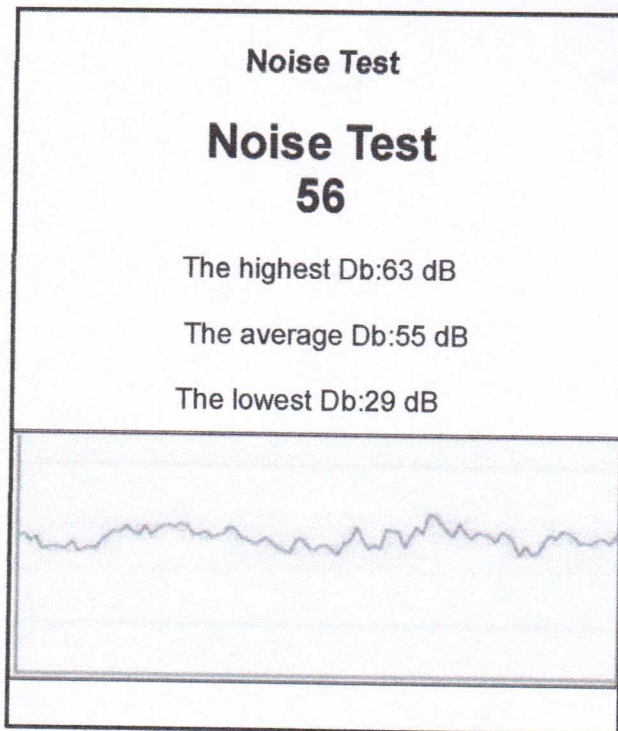 Noise Test
Noise Test
56
The highest Db:63 dB
The average Db:55 dB
The lowest Db:29 dB